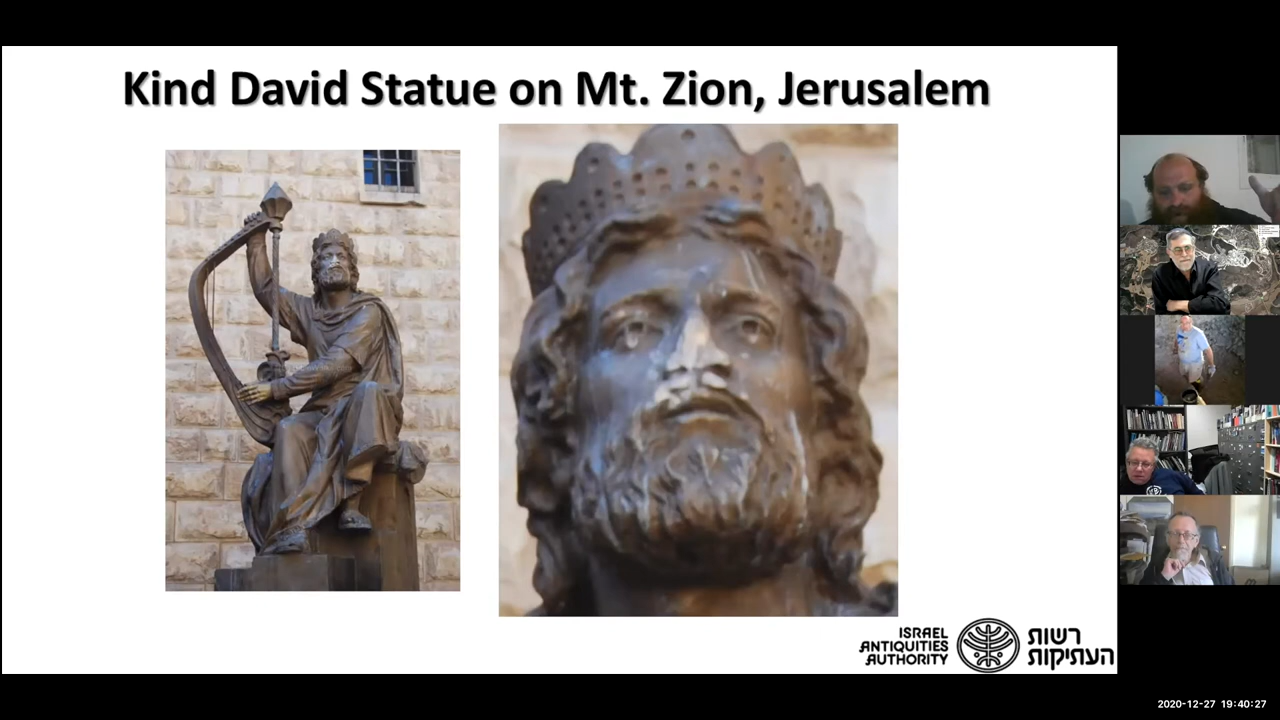 Kind David Statue on Mt. Zion, Jerusalem
ISRAEL
ANTIQUITIES
AUTHORITY
רשות
העתיקות
2020-12-27 19:40:27